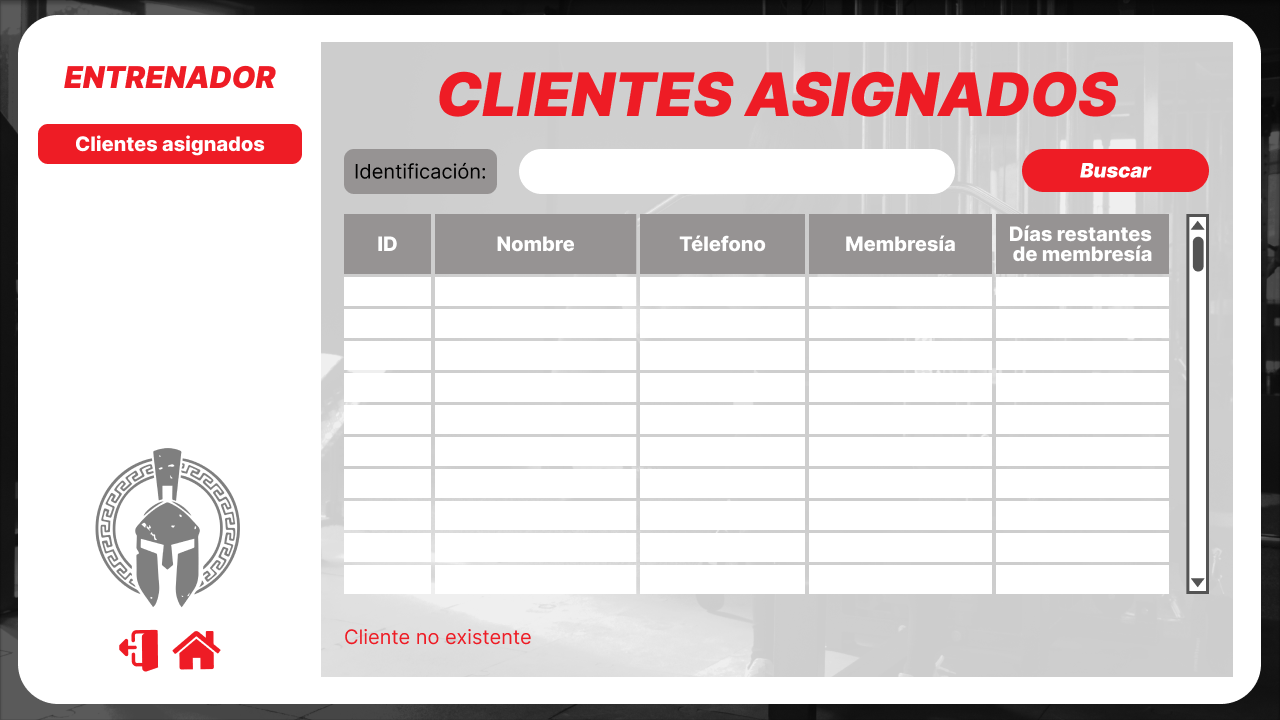 ENTRENADOR
Clientes asignados
CLIENTES ASIGNADOS
Identificación:
Buscar
ID
Nombre
Télefono
Membresía
Días restantes
de membresía
Cliente no existente